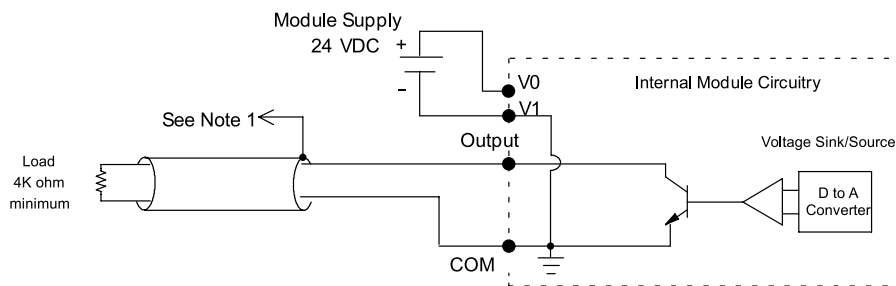 Module Supply
24 VDC
+
−
V0
V1
Internal Module Circuitry
See Note 1
Output
Voltage Sink/Source
Load
4K ohm
minimum
D to A
Converter
COM